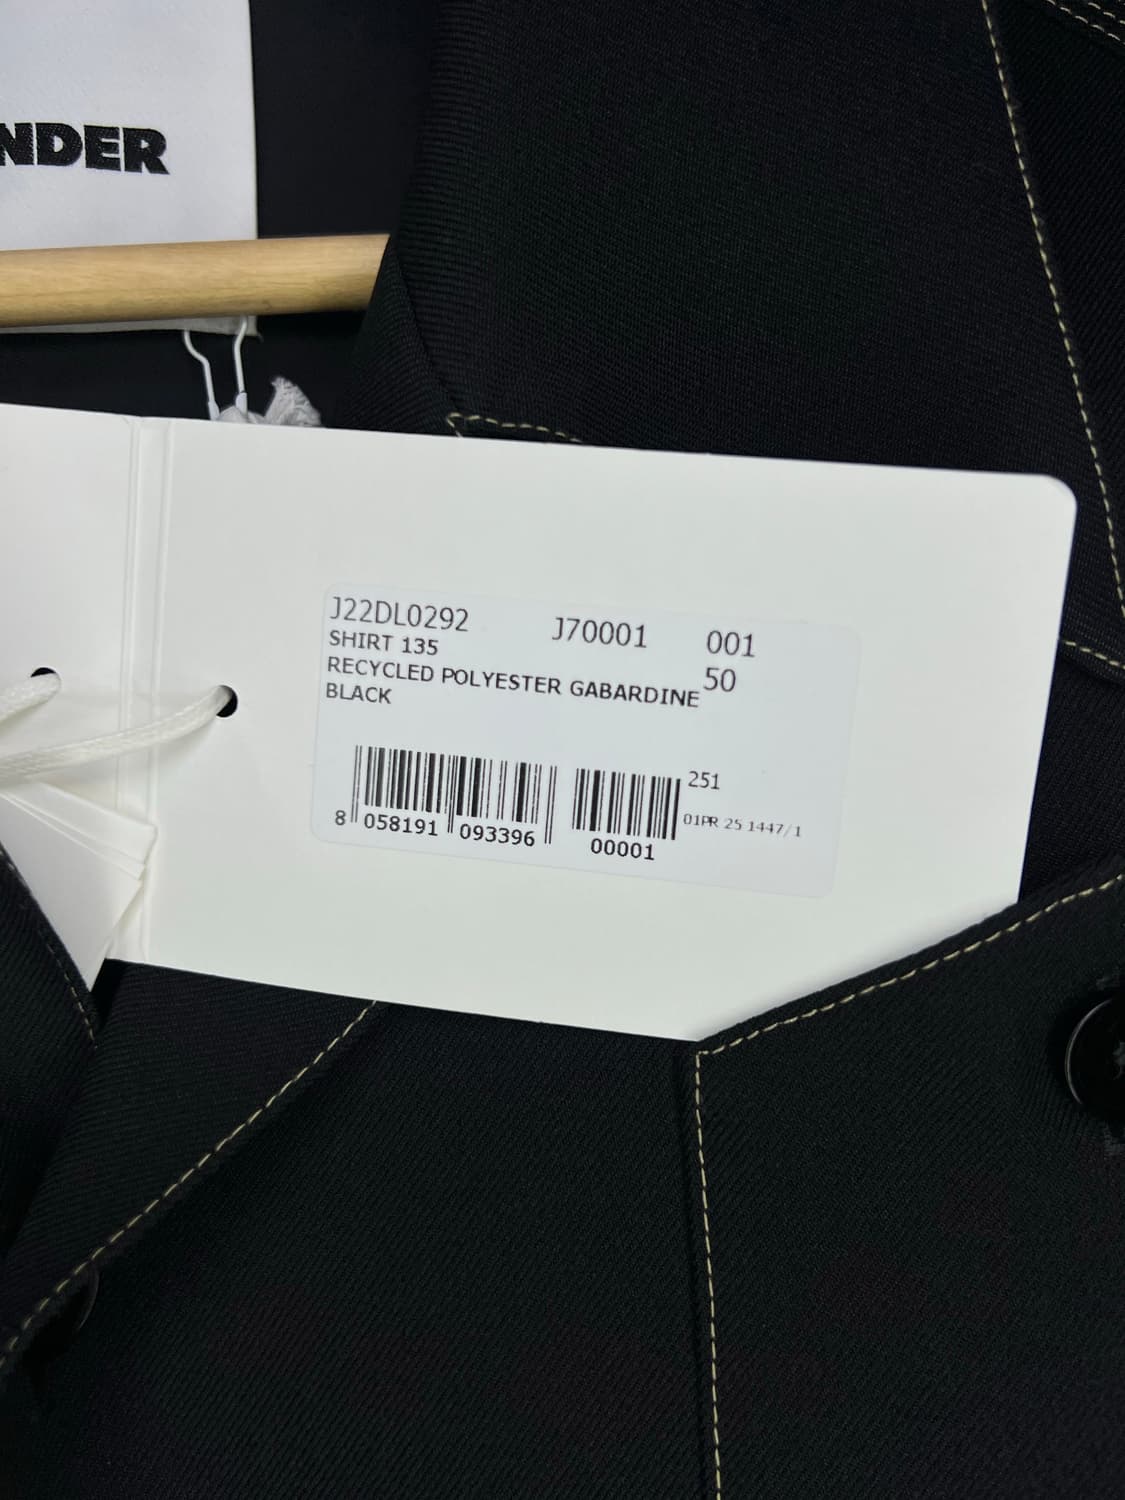 NDER
J22DL0292 J70001 001
SHIRT 135
RECYCLED POLYESTER GABARDINE 50
BLACK
251
01PR 25 1447/1
8 058191 093396 00001